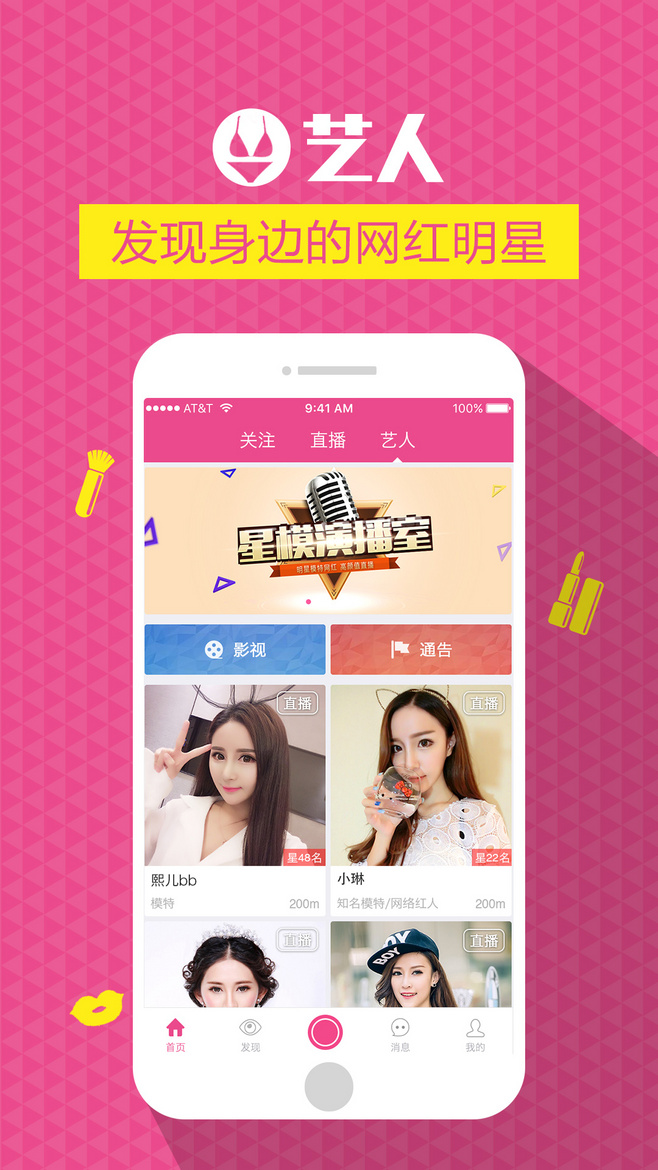 艺人
发现身边的网红明星
AT&T 9:41 AM 100%
关注 直播 艺人
星模演播室
明星模特网红 高颜值直播
影视 通告
直播 直播
星48名 星22名
熙儿bb 小琳
模特 200m 知名模特/网络红人 200m
直播 BOY 直播
首页 发现 消息 我的